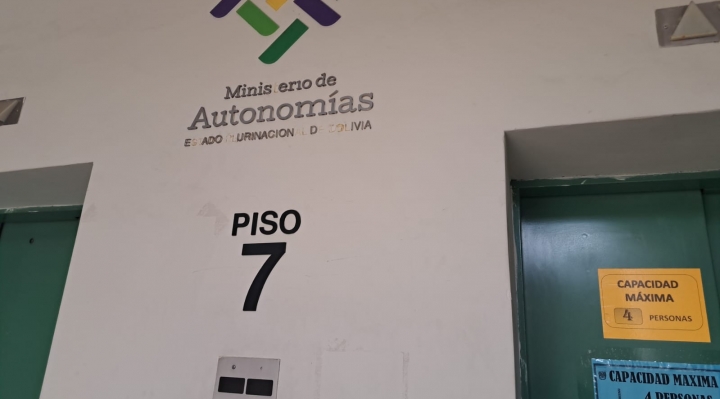 Ministerio de
Autonomías
ESTADO PLURINACIONAL DE BOLIVIA
PISO
7
CAPACIDAD
MÁXIMA
4 PERSONAS
CAPACIDAD MAXIMA
4 PERSONAS